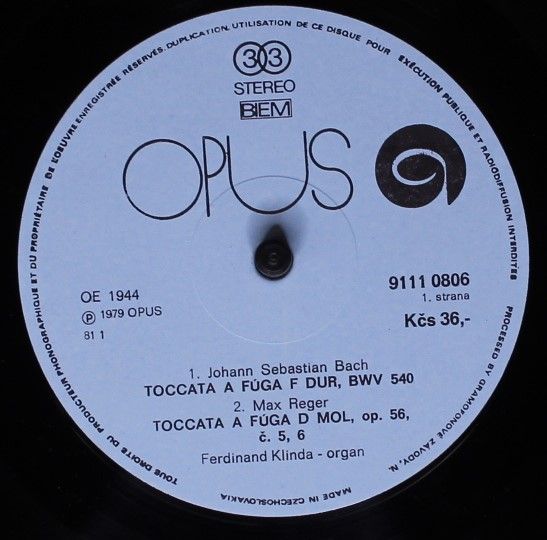 TOUS DROITS DU PRODUCTEUR PHONOGRAPHIQUE ET DU PROPRIÉTAIRE DE L'OEUVRE ENREGISTRÉE RÉSERVÉS. DUPLICATION, UTILISATION DE CE DISQUE POUR EXÉCUTION PUBLIQUE ET RADIODIFFUSION INTERDITES
33
STEREO
BIEM
OPUS
OE 1944
Ⓟ 1979 OPUS
81 1
9111 0806
1. strana
Kčs 36,-
1. Johann Sebastian Bach
TOCCATA A FÚGA F DUR, BWV 540
2. Max Reger
TOCCATA A FÚGA D MOL, op. 56,
č. 5, 6
Ferdinand Klinda - organ
PROCESSED BY GRAMOFONOVÉ ZÁVODY, N.
MADE IN CZECHOSLOVAKIA